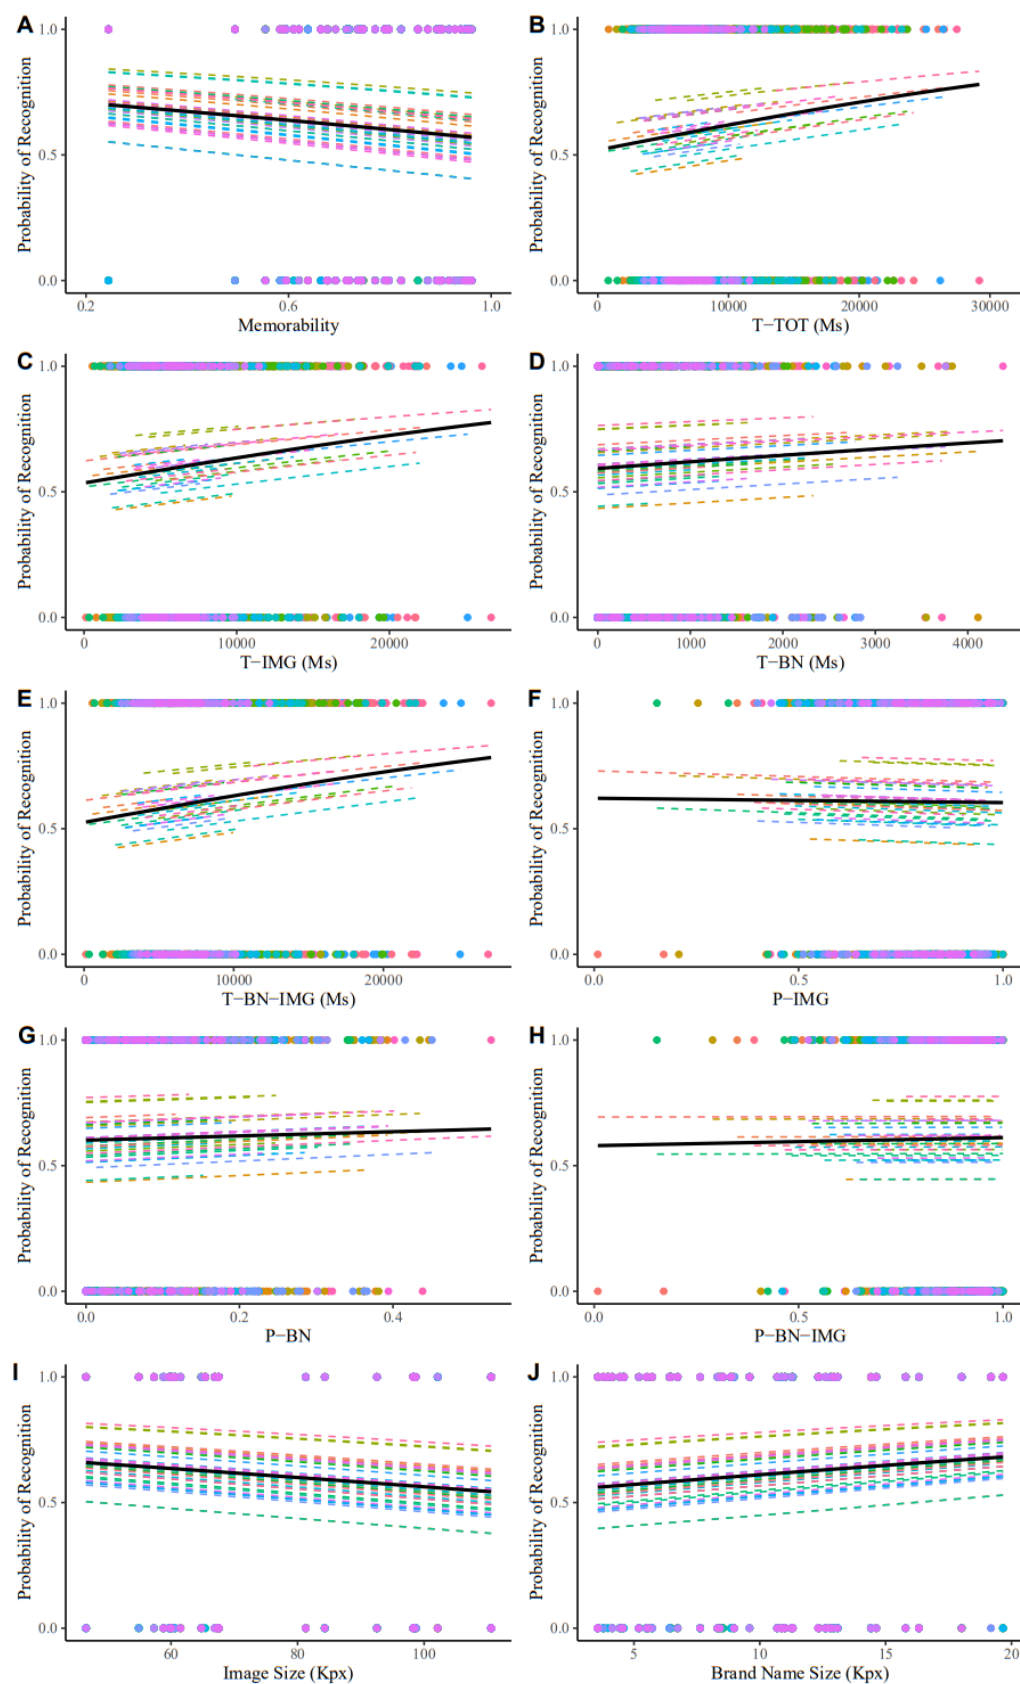 A
B
1.0
0.5
0.0
Probability of Recognition
0.2
0.6
1.0
Memorability
1.0
0.5
0.0
Probability of Recognition
0
10000
20000
30000
T−TOT (Ms)
C
D
1.0
0.5
0.0
Probability of Recognition
0
10000
20000
T−IMG (Ms)
1.0
0.5
0.0
Probability of Recognition
0
1000
2000
3000
4000
T−BN (Ms)
E
F
1.0
0.5
0.0
Probability of Recognition
0
10000
20000
T−BN−IMG (Ms)
1.0
0.5
0.0
Probability of Recognition
0.0
0.5
1.0
P−IMG
G
H
1.0
0.5
0.0
Probability of Recognition
0.0
0.2
0.4
P−BN
1.0
0.5
0.0
Probability of Recognition
0.0
0.5
1.0
P−BN−IMG
I
J
1.0
0.5
0.0
Probability of Recognition
60
80
100
Image Size (Kpx)
1.0
0.5
0.0
Probability of Recognition
5
10
15
20
Brand Name Size (Kpx)